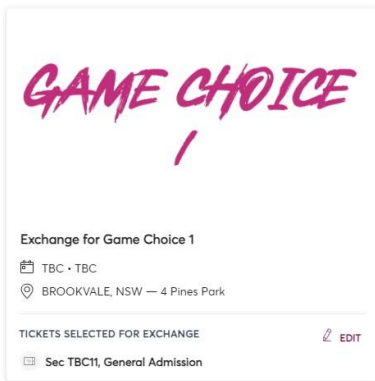 GAME CHOICE
1
Exchange for Game Choice 1
TBC • TBC
BROOKVALE, NSW — 4 Pines Park
TICKETS SELECTED FOR EXCHANGE
EDIT
Sec TBC11, General Admission